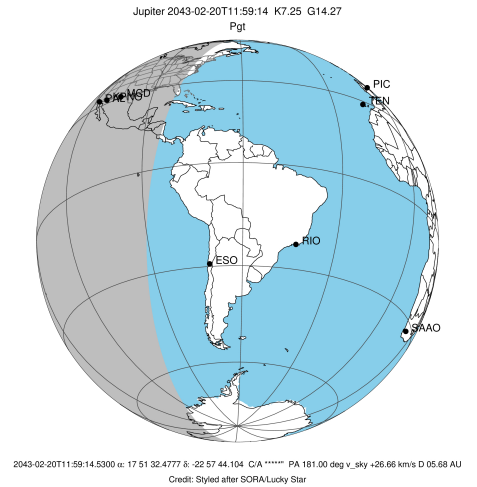 Jupiter 2043-02-20T11:59:14 K7.25 G14.27
Pgt
PIC
TEN
MCD
RIO
ESO
SAAO
2043-02-20T11:59:14.5300 α: 17 51 32.4777 δ: -22 57 44.104 C/A *****" PA 181.00 deg v_sky +26.66 km/s D 05.68 AU
Credit: Styled after SORA/Lucky Star